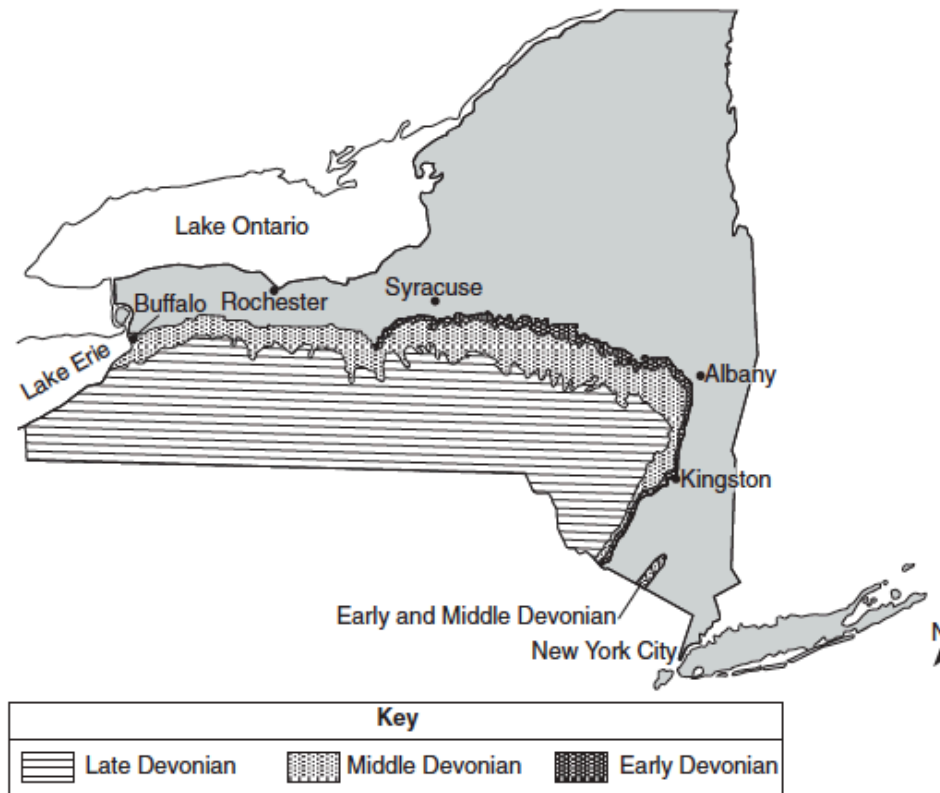 Lake Ontario
Syracuse
Buffalo
Rochester
Lake Erie
Albany
Kingston
Early and Middle Devonian
New York City
N
Key
Late Devonian
Middle Devonian
Early Devonian